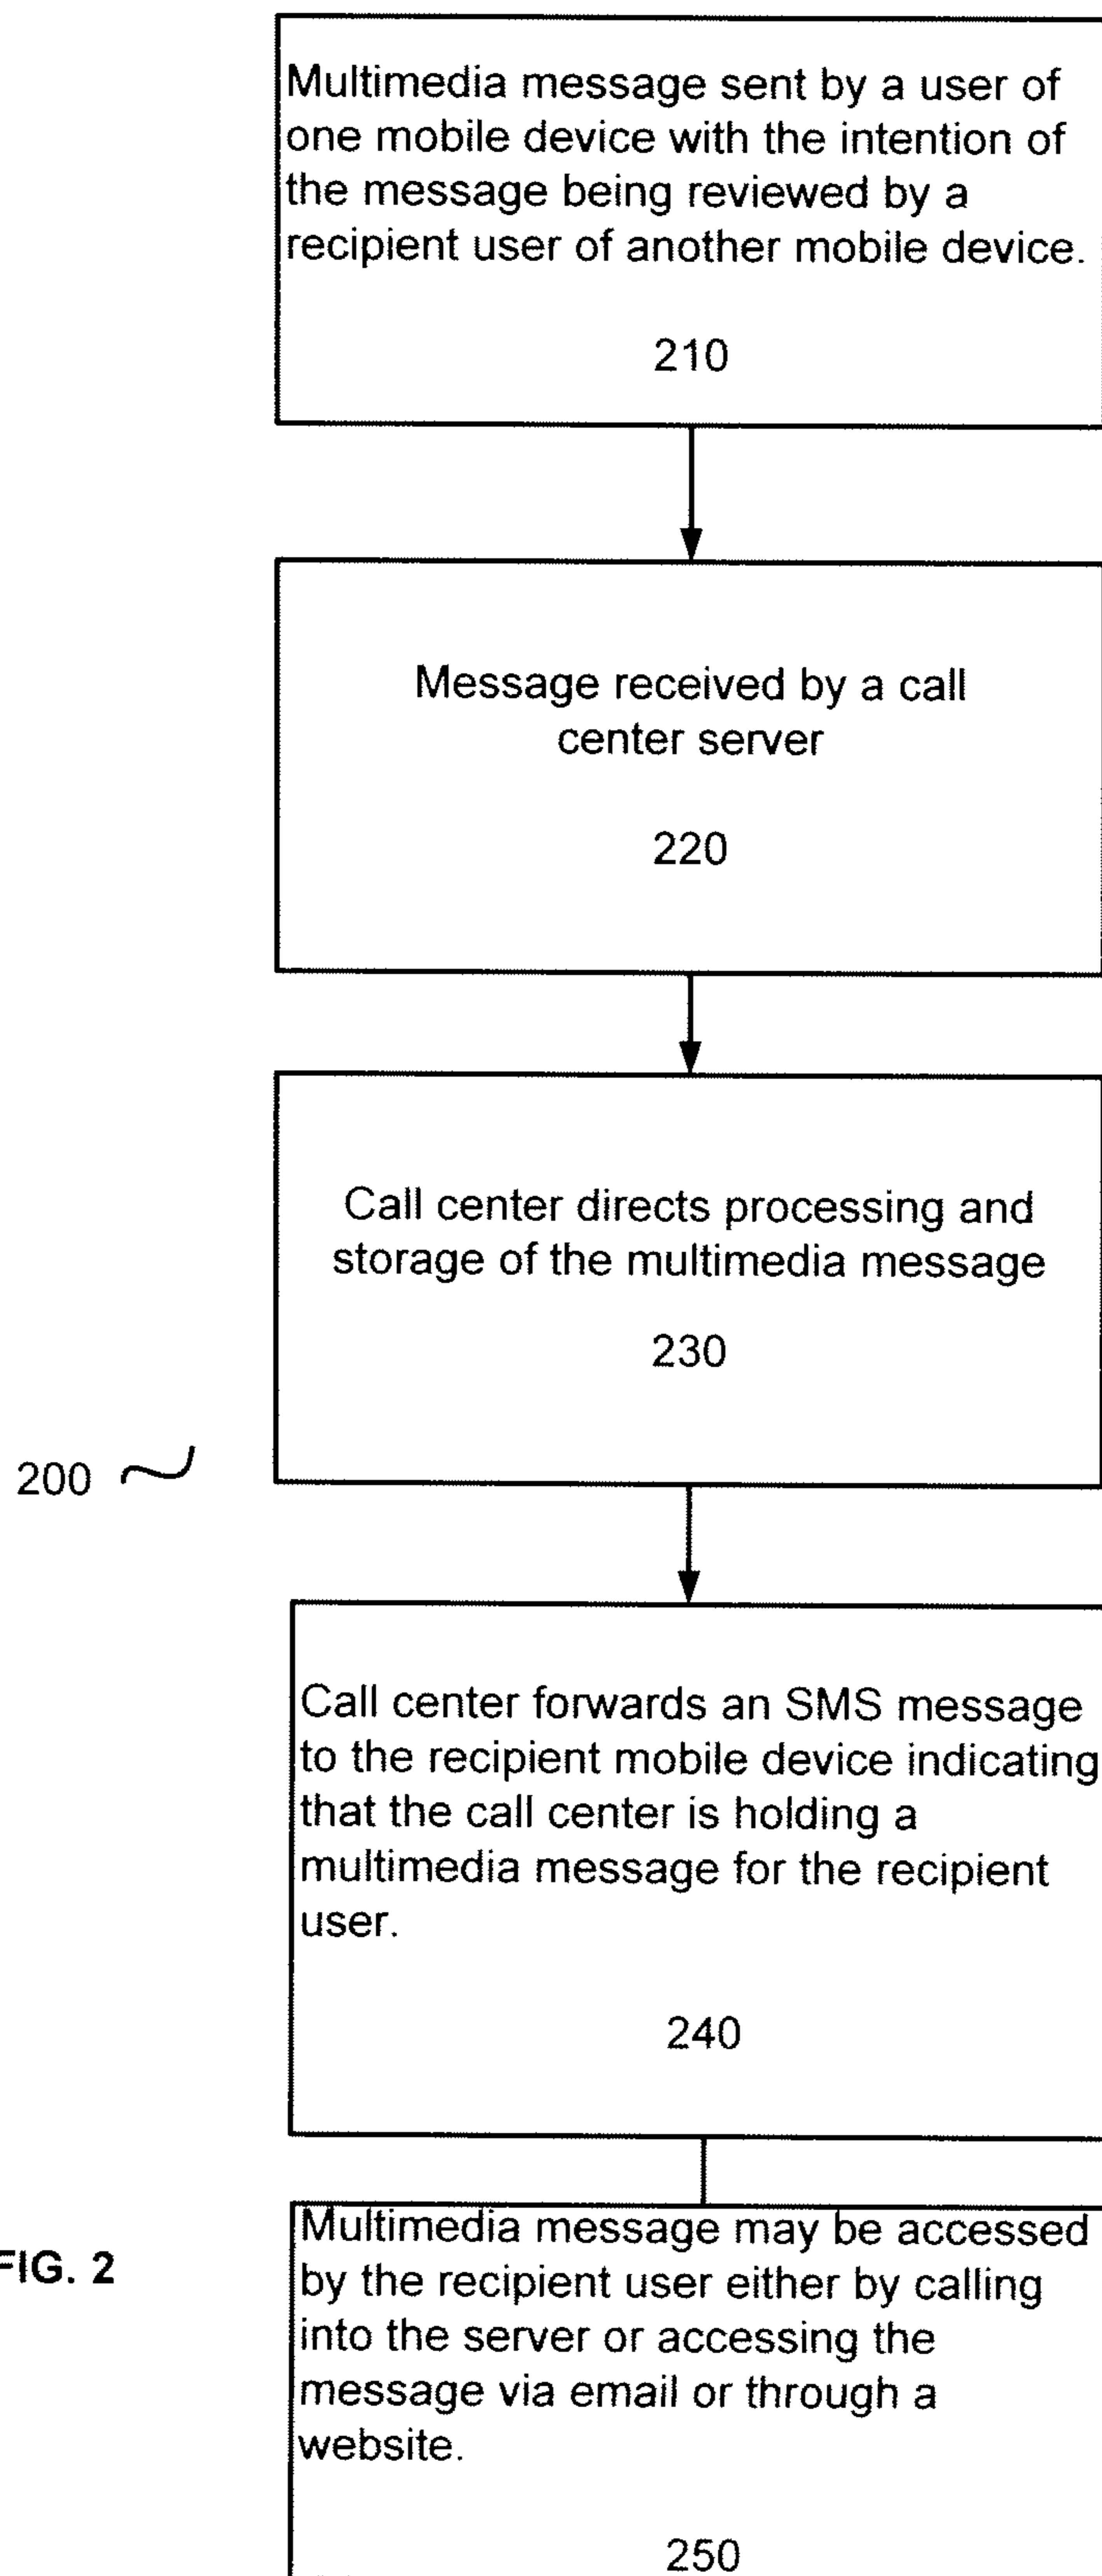 Multimedia message sent by a user of
one mobile device with the intention of
the message being reviewed by a
recipient user of another mobile device.
210
Message received by a call
center server
220
Call center directs processing and
storage of the multimedia message
230
200
Call center forwards an SMS message
to the recipient mobile device indicating
that the call center is holding a
multimedia message for the recipient
user.
240
FIG. 2
Multimedia message may be accessed
by the recipient user either by calling
into the server or accessing the
message via email or through a
website.
250